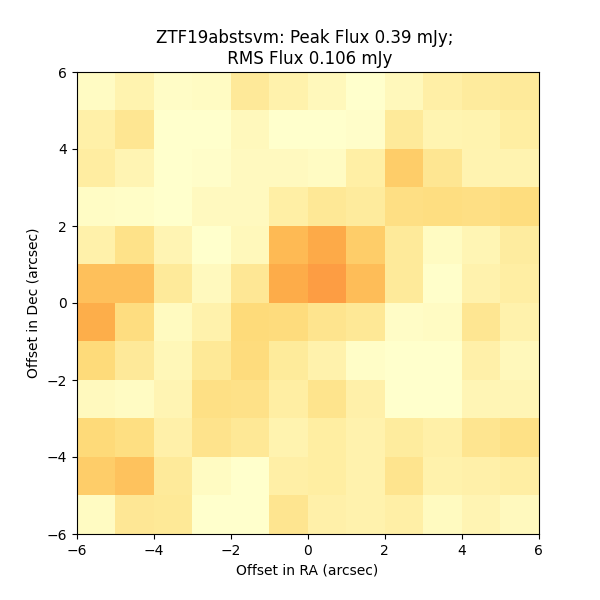 ZTF19abstsvm: Peak Flux 0.39 mJy;
RMS Flux 0.106 mJy
6
4
2
0
−2
−4
−6
Offset in Dec (arcsec)
−6 −4 −2 0 2 4 6
Offset in RA (arcsec)